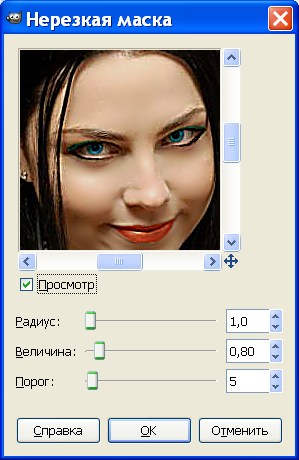 Нерезкая маска
Просмотр
Радиус: 1,0
Величина: 0,80
Порог: 5
Справка OK Отменить